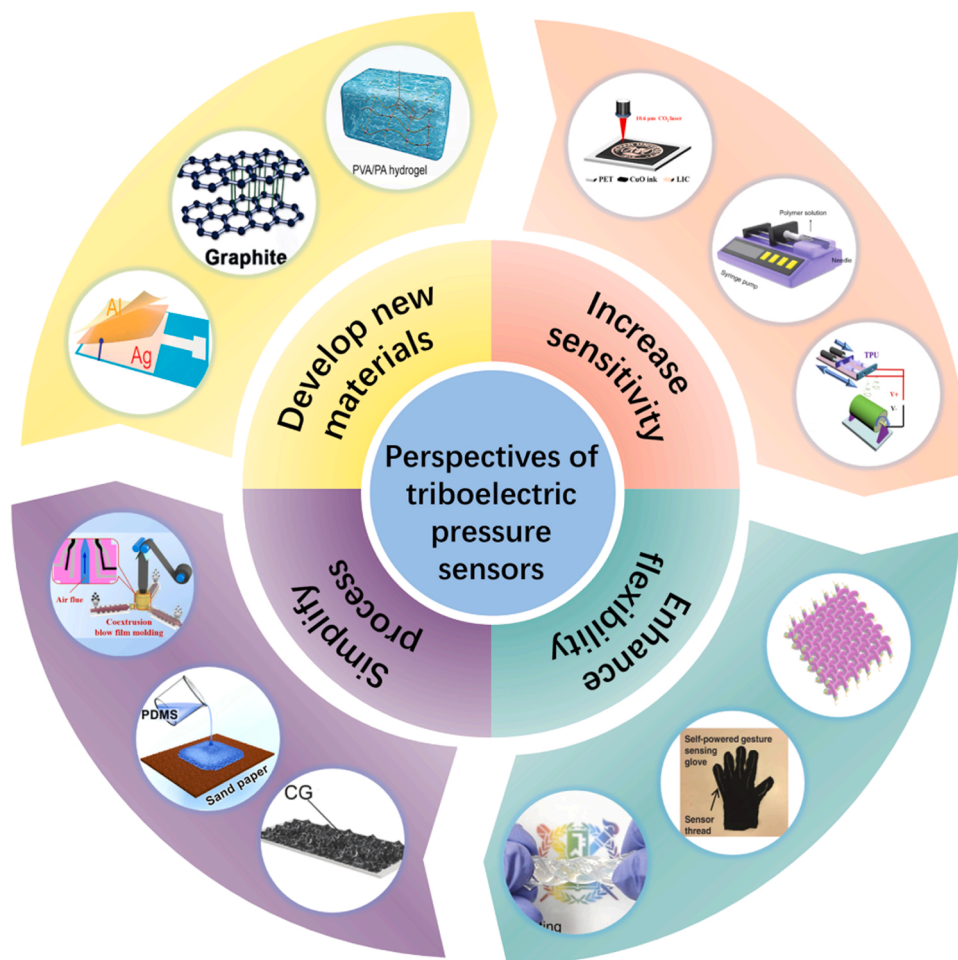 PVA/PA hydrogel
Graphite
Al
Ag
10.6 μm CO₂ laser
PET CuO ink LIC
Polymer solution
Needle
Syringe pump
TPU
V+
V-
Develop new
materials
Increase
sensitivity
Perspectives of
triboelectric
pressure
sensors
Simplify
process
Enhance
flexibility
Air flue
Coextrusion
blow film molding
PDMS
Sand paper
CG
Self-powered gesture
sensing
glove
Sensor
thread